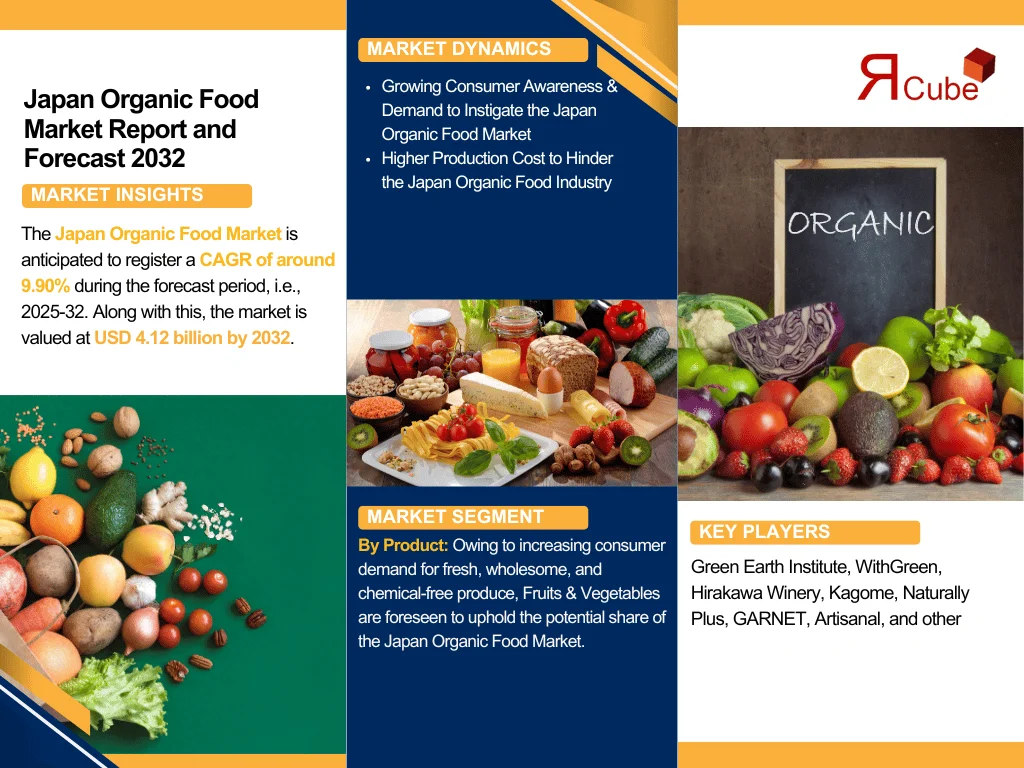 Japan Organic Food
Market Report and
Forecast 2032
MARKET INSIGHTS
The Japan Organic Food Market is
anticipated to register a CAGR of around
9.90% during the forecast period, i.e.,
2025-32. Along with this, the market is
valued at USD 4.12 billion by 2032.
MARKET DYNAMICS
• Growing Consumer Awareness &
Demand to Instigate the Japan
Organic Food Market
• Higher Production Cost to Hinder
the Japan Organic Food Industry
MARKET SEGMENT
By Product: Owing to increasing consumer
demand for fresh, wholesome, and
chemical-free produce, Fruits & Vegetables
are foreseen to uphold the potential share of
the Japan Organic Food Market.
ЯCube
ORGANIC
KEY PLAYERS
Green Earth Institute, WithGreen,
Hirakawa Winery, Kagome, Naturally
Plus, GARNET, Artisanal, and other